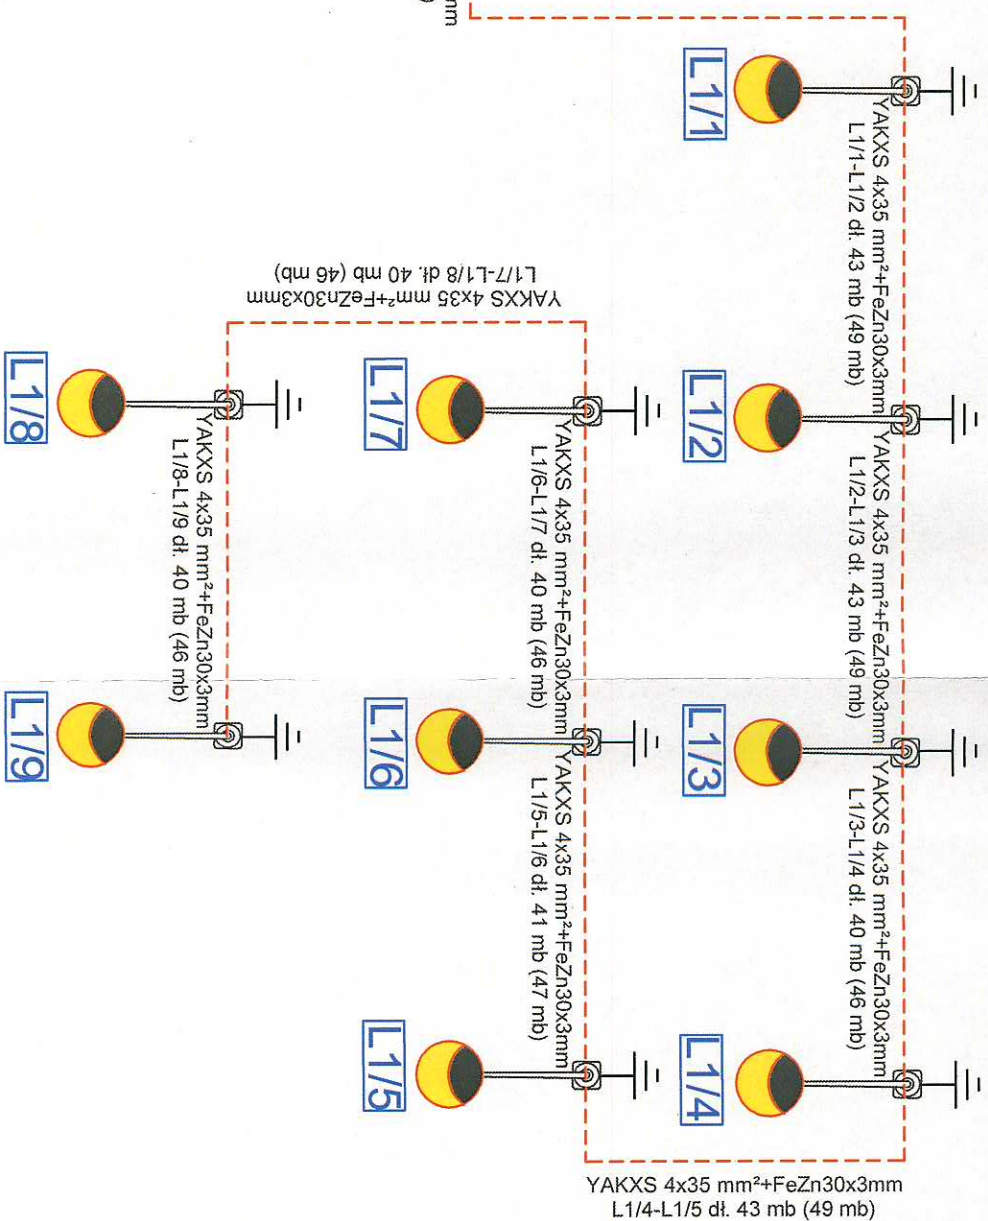 mm
)
L1/1
YAKXS 4x35 mm²+FeZn30x3mm
L1/1-L1/2 dł. 43 mb (49 mb)
L1/2
YAKXS 4x35 mm²+FeZn30x3mm
L1/2-L1/3 dł. 43 mb (49 mb)
L1/3
YAKXS 4x35 mm²+FeZn30x3mm
L1/3-L1/4 dł. 40 mb (46 mb)
L1/4
YAKXS 4x35 mm²+FeZn30x3mm
L1/4-L1/5 dł. 43 mb (49 mb)
L1/5
YAKXS 4x35 mm²+FeZn30x3mm
L1/5-L1/6 dł. 41 mb (47 mb)
L1/6
YAKXS 4x35 mm²+FeZn30x3mm
L1/6-L1/7 dł. 40 mb (46 mb)
L1/7
YAKXS 4x35 mm²+FeZn30x3mm
L1/7-L1/8 dł. 40 mb (46 mb)
L1/8
YAKXS 4x35 mm²+FeZn30x3mm
L1/8-L1/9 dł. 40 mb (46 mb)
L1/9